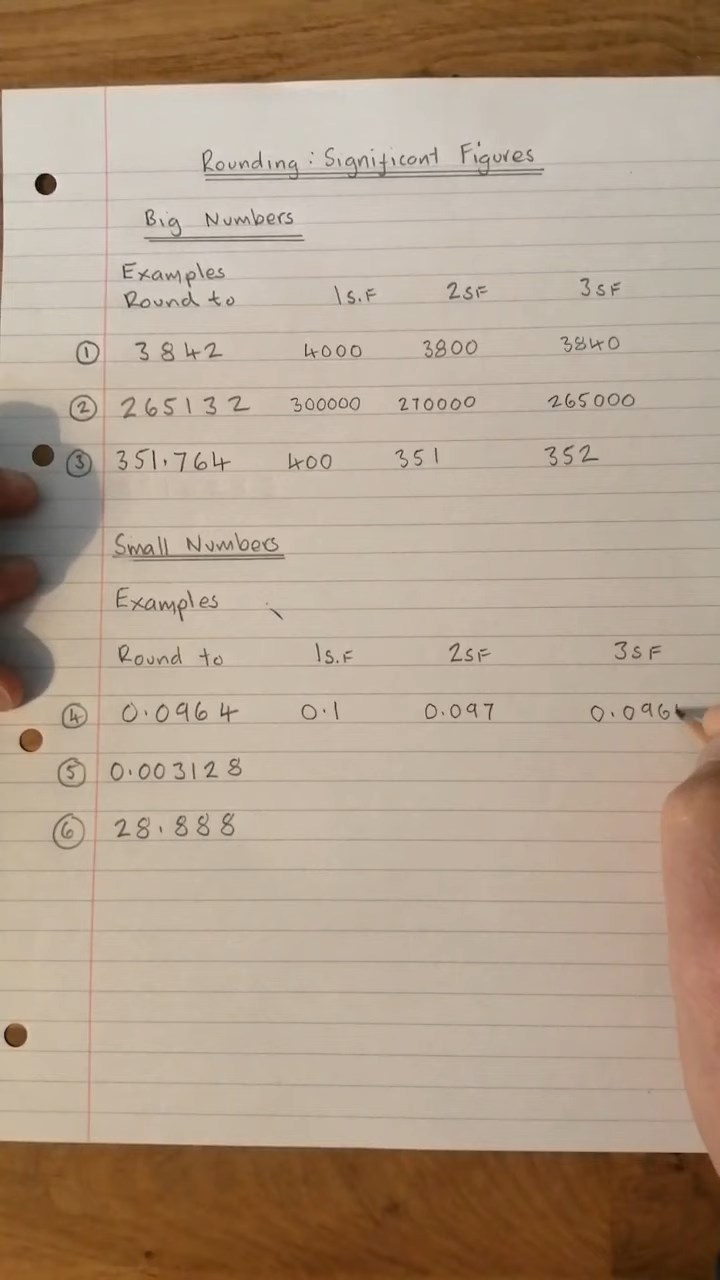 Rounding : Significant Figures
Big Numbers
Examples
Round to 1s.F 2SF 3SF
① 3842 4000 3800 3840
② 265132 300000 270000 265000
③ 351.764 400 351 352
Small Numbers
Examples
Round to 1s.F 2SF 3SF
④ 0.0964 0.1 0.097 0.096
⑤ 0.003128
⑥ 28.888